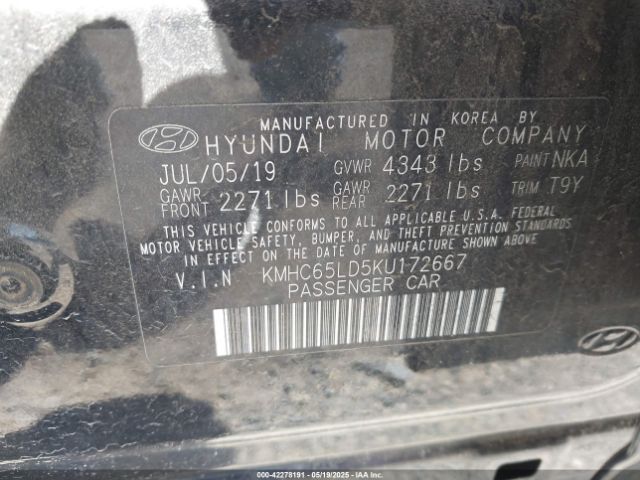 MANUFACTURED IN KOREA BY
HYUNDAI MOTOR COMPANY
JUL/05/19 GVWR 4343 lbs PAINT NKA
GAWR FRONT 2271 lbs GAWR REAR 2271 lbs TRIM T9Y
THIS VEHICLE CONFORMS TO ALL APPLICABLE U.S.A. FEDERAL
MOTOR VEHICLE SAFETY, BUMPER, AND THEFT PREVENTION STANDARDS
IN EFFECT ON THE DATE OF MANUFACTURE SHOWN ABOVE.
V.I.N KMHC65LD5KU172667
PASSENGER CAR
000-42278191 - 05/19/2025 - IAAI.COM